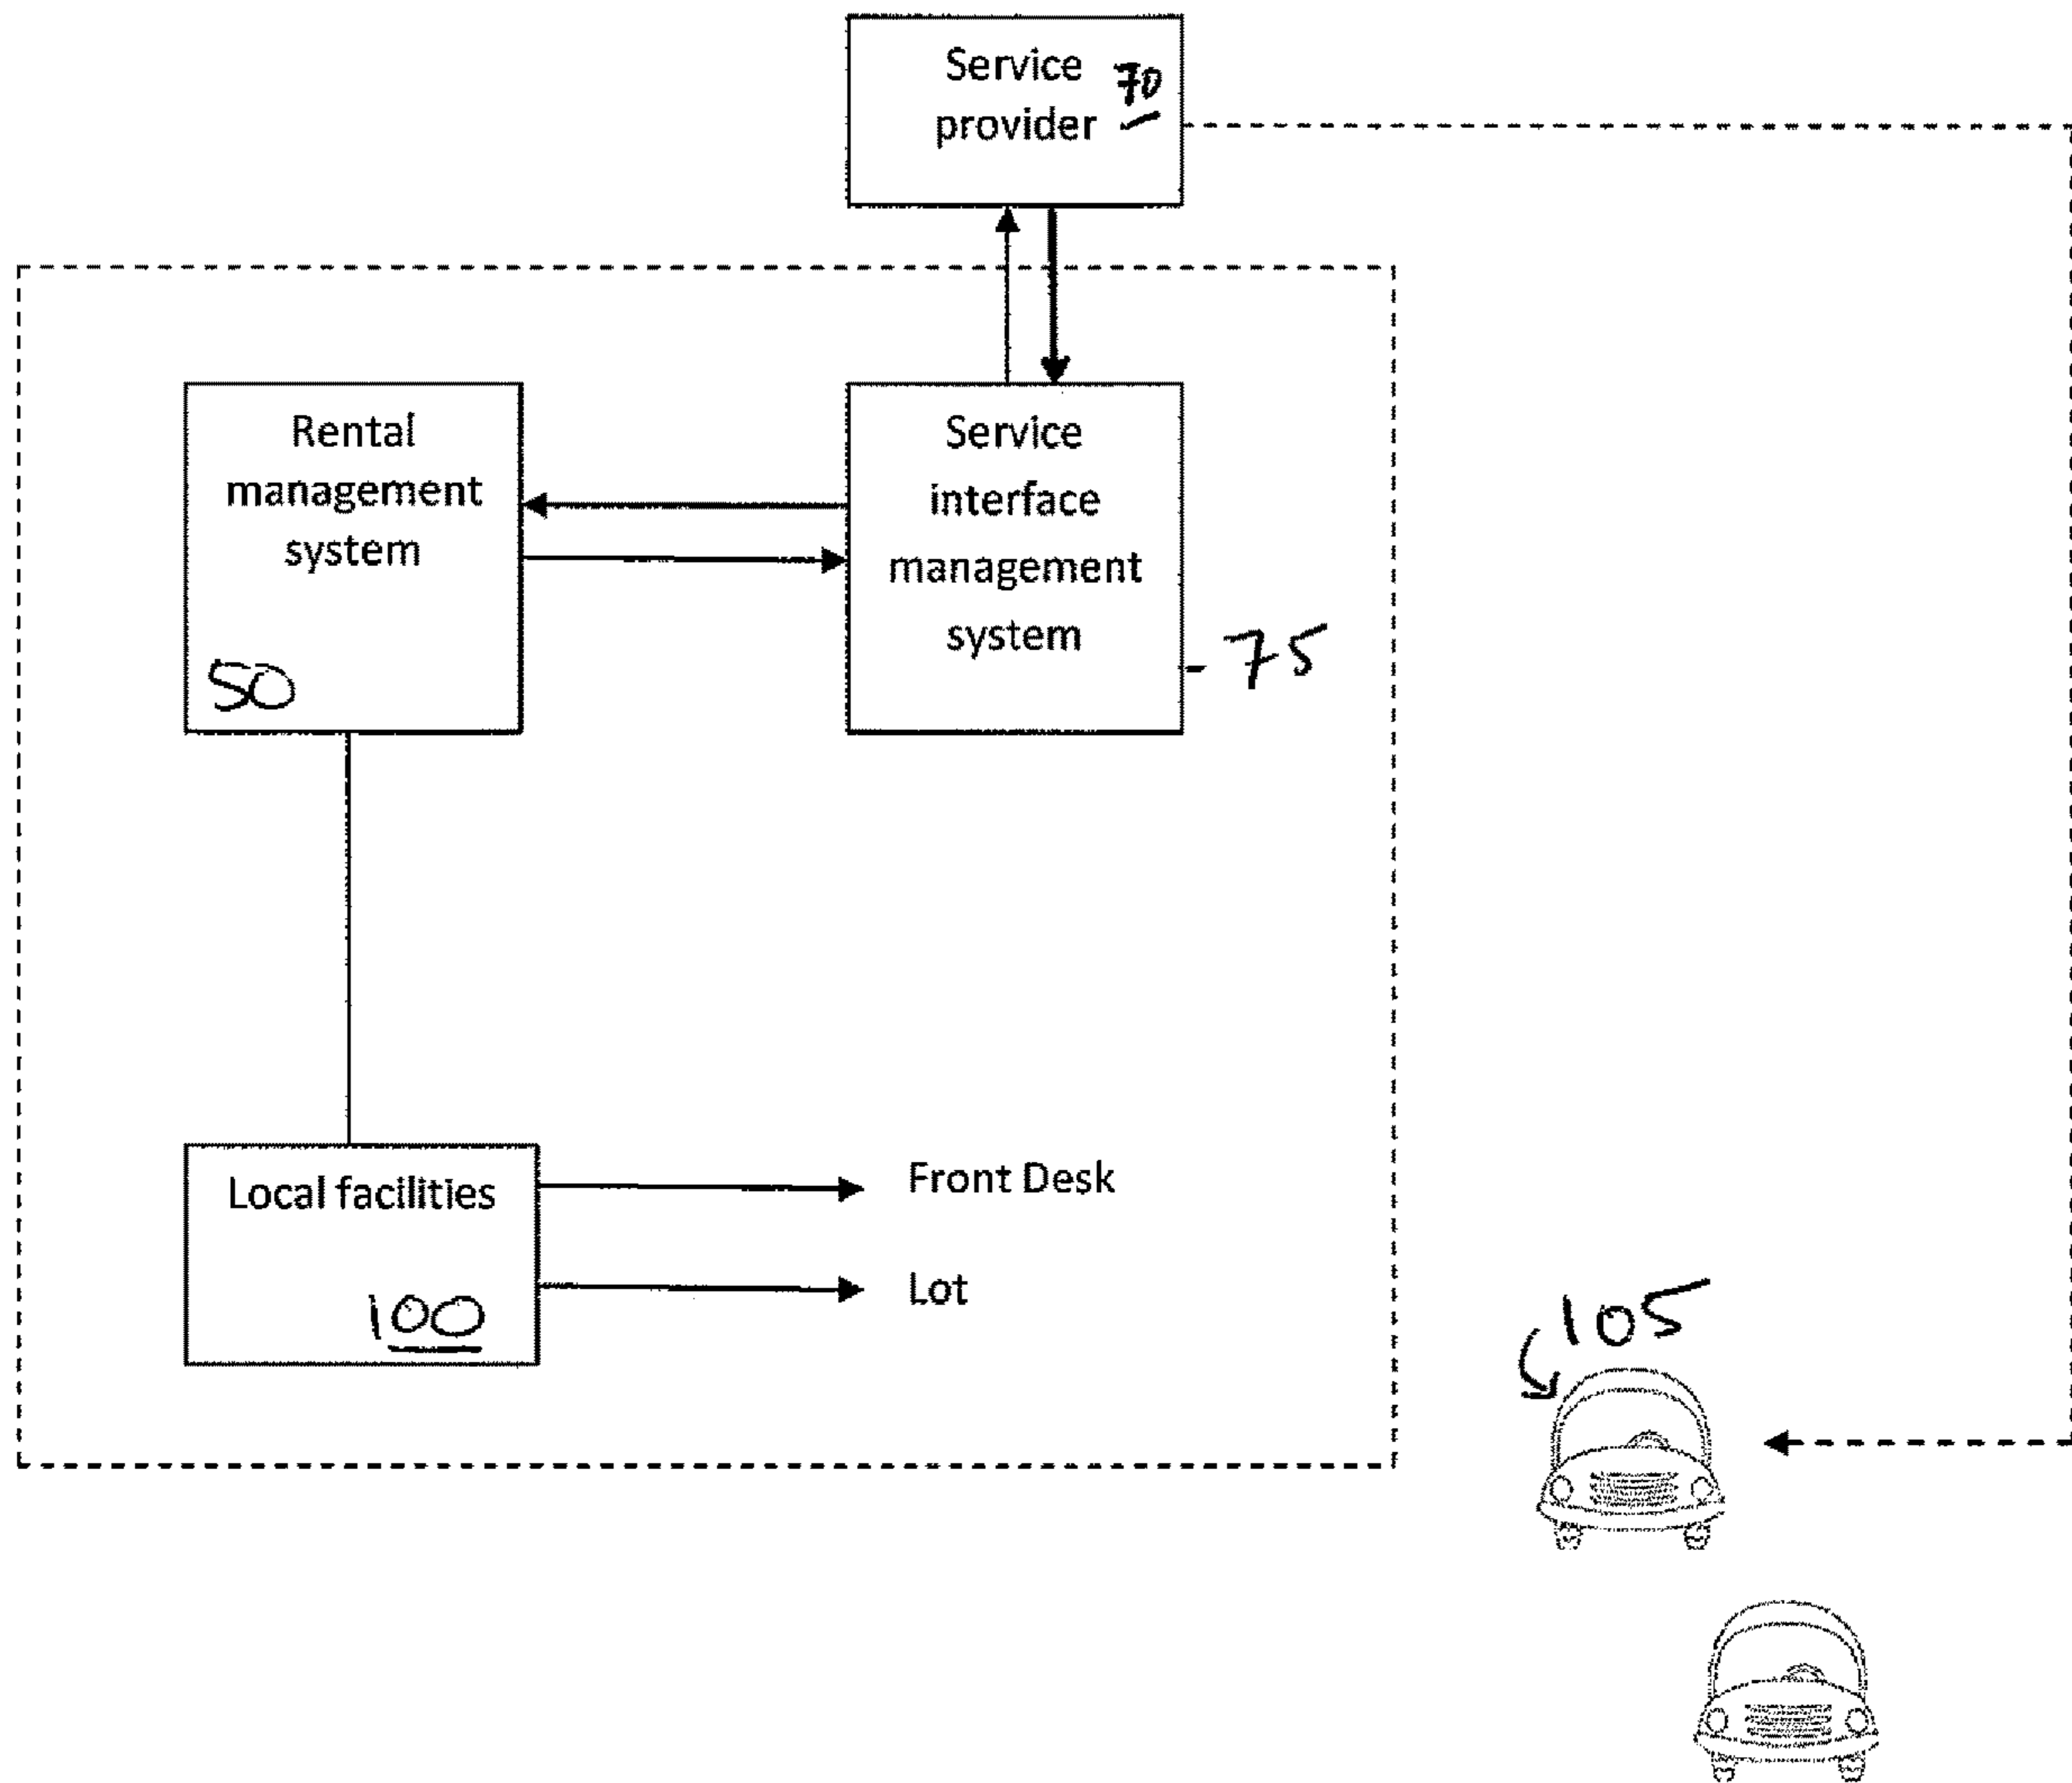 Service
provider 70
Rental
management
system
50
Service
interface
management
system
- 75
Local facilities
100
Front Desk
Lot
105